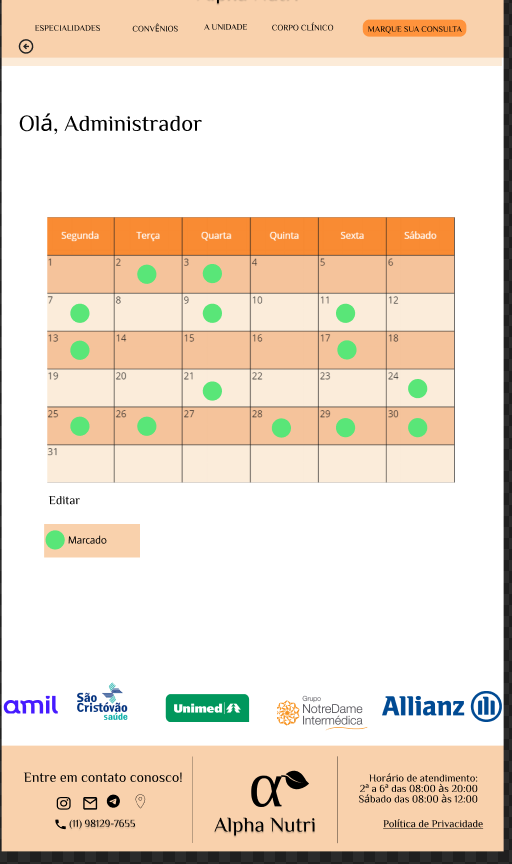 Alpha Nutri
ESPECIALIDADES CONVÊNIOS A UNIDADE CORPO CLÍNICO MARQUE SUA CONSULTA
Olá, Administrador
Segunda Terça Quarta Quinta Sexta Sábado
1 2 3 4 5 6
7 8 9 10 11 12
13 14 15 16 17 18
19 20 21 22 23 24
25 26 27 28 29 30
31
Editar
Marcado
amil
São
Cristóvão
saúde
Unimed
Grupo
NotreDame
Intermédica
Allianz
Entre em contato conosco!
(11) 98129-7655
α
Alpha Nutri
Horário de atendimento:
2ª a 6ª das 08:00 às 20:00
Sábado das 08:00 às 12:00
Política de Privacidade